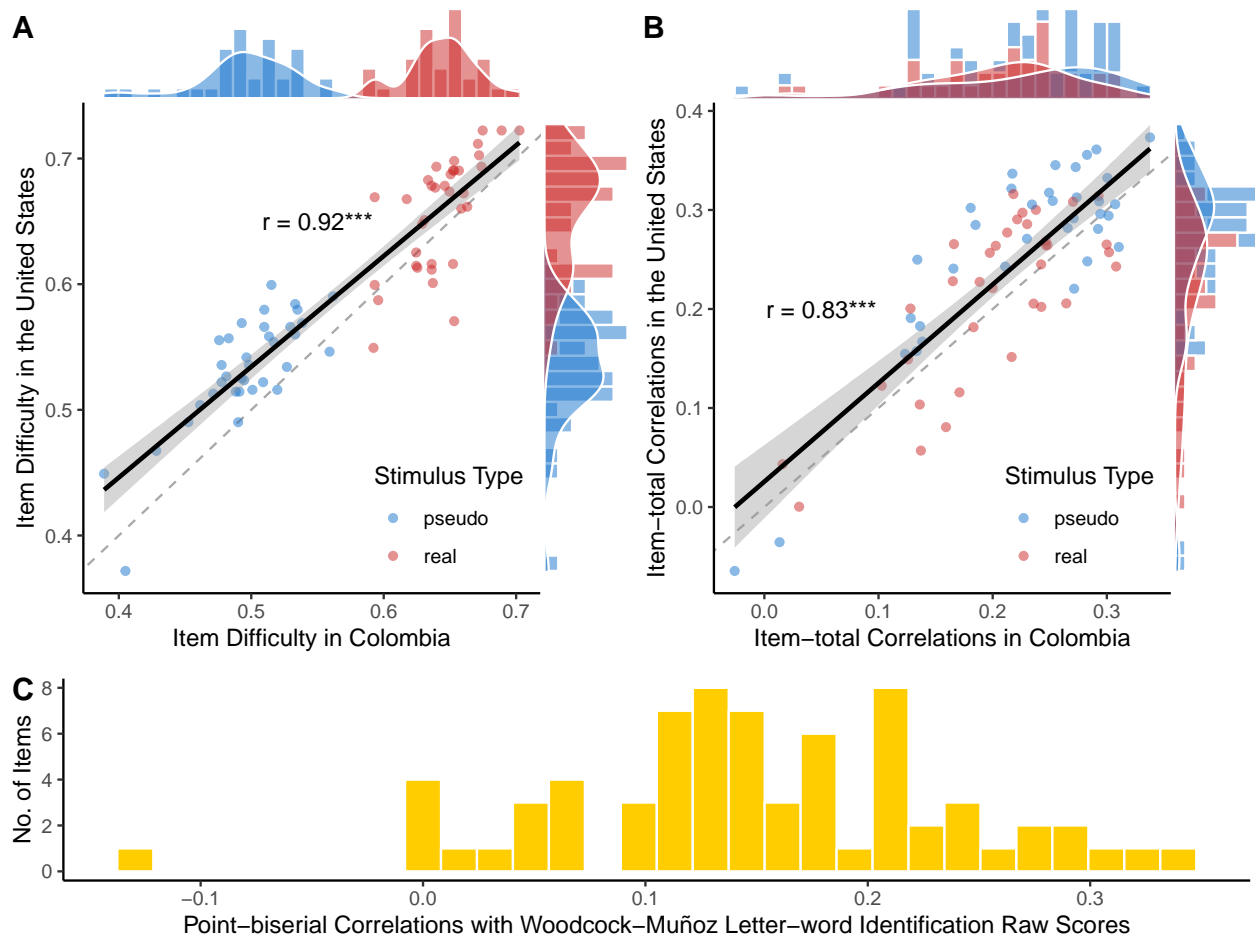 A
B
Item Difficulty in the United States
0.7
0.6
0.5
0.4
r = 0.92***
Stimulus Type
pseudo
real
0.4 0.5 0.6 0.7
Item Difficulty in Colombia
Item−total Correlations in the United States
0.4
0.3
0.2
0.1
0.0
r = 0.83***
Stimulus Type
pseudo
real
0.0 0.1 0.2 0.3
Item−total Correlations in Colombia
C
No. of Items
8
6
4
2
0
−0.1 0.0 0.1 0.2 0.3
Point−biserial Correlations with Woodcock−Muñoz Letter−word Identification Raw Scores